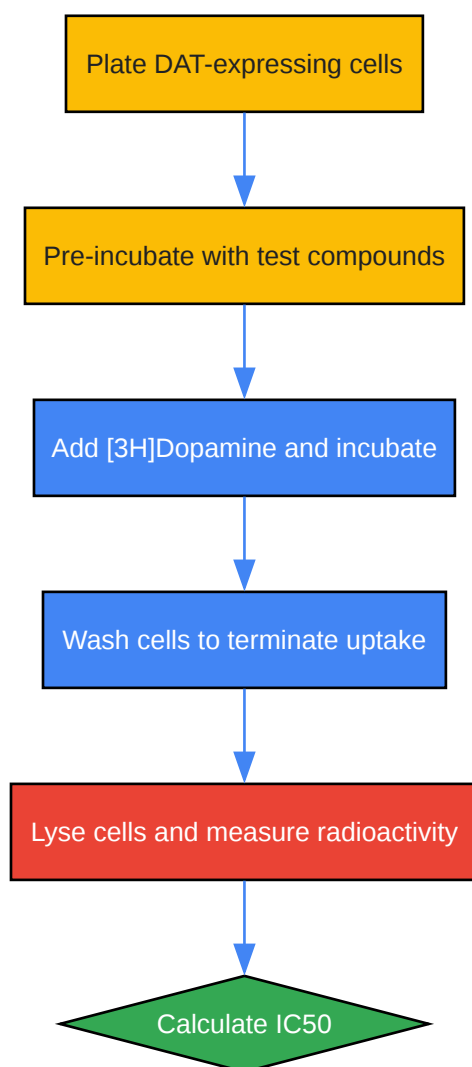 Plate DAT-expressing cells
Pre-incubate with test compounds
Add [3H]Dopamine and incubate
Wash cells to terminate uptake
Lyse cells and measure radioactivity
Calculate IC50